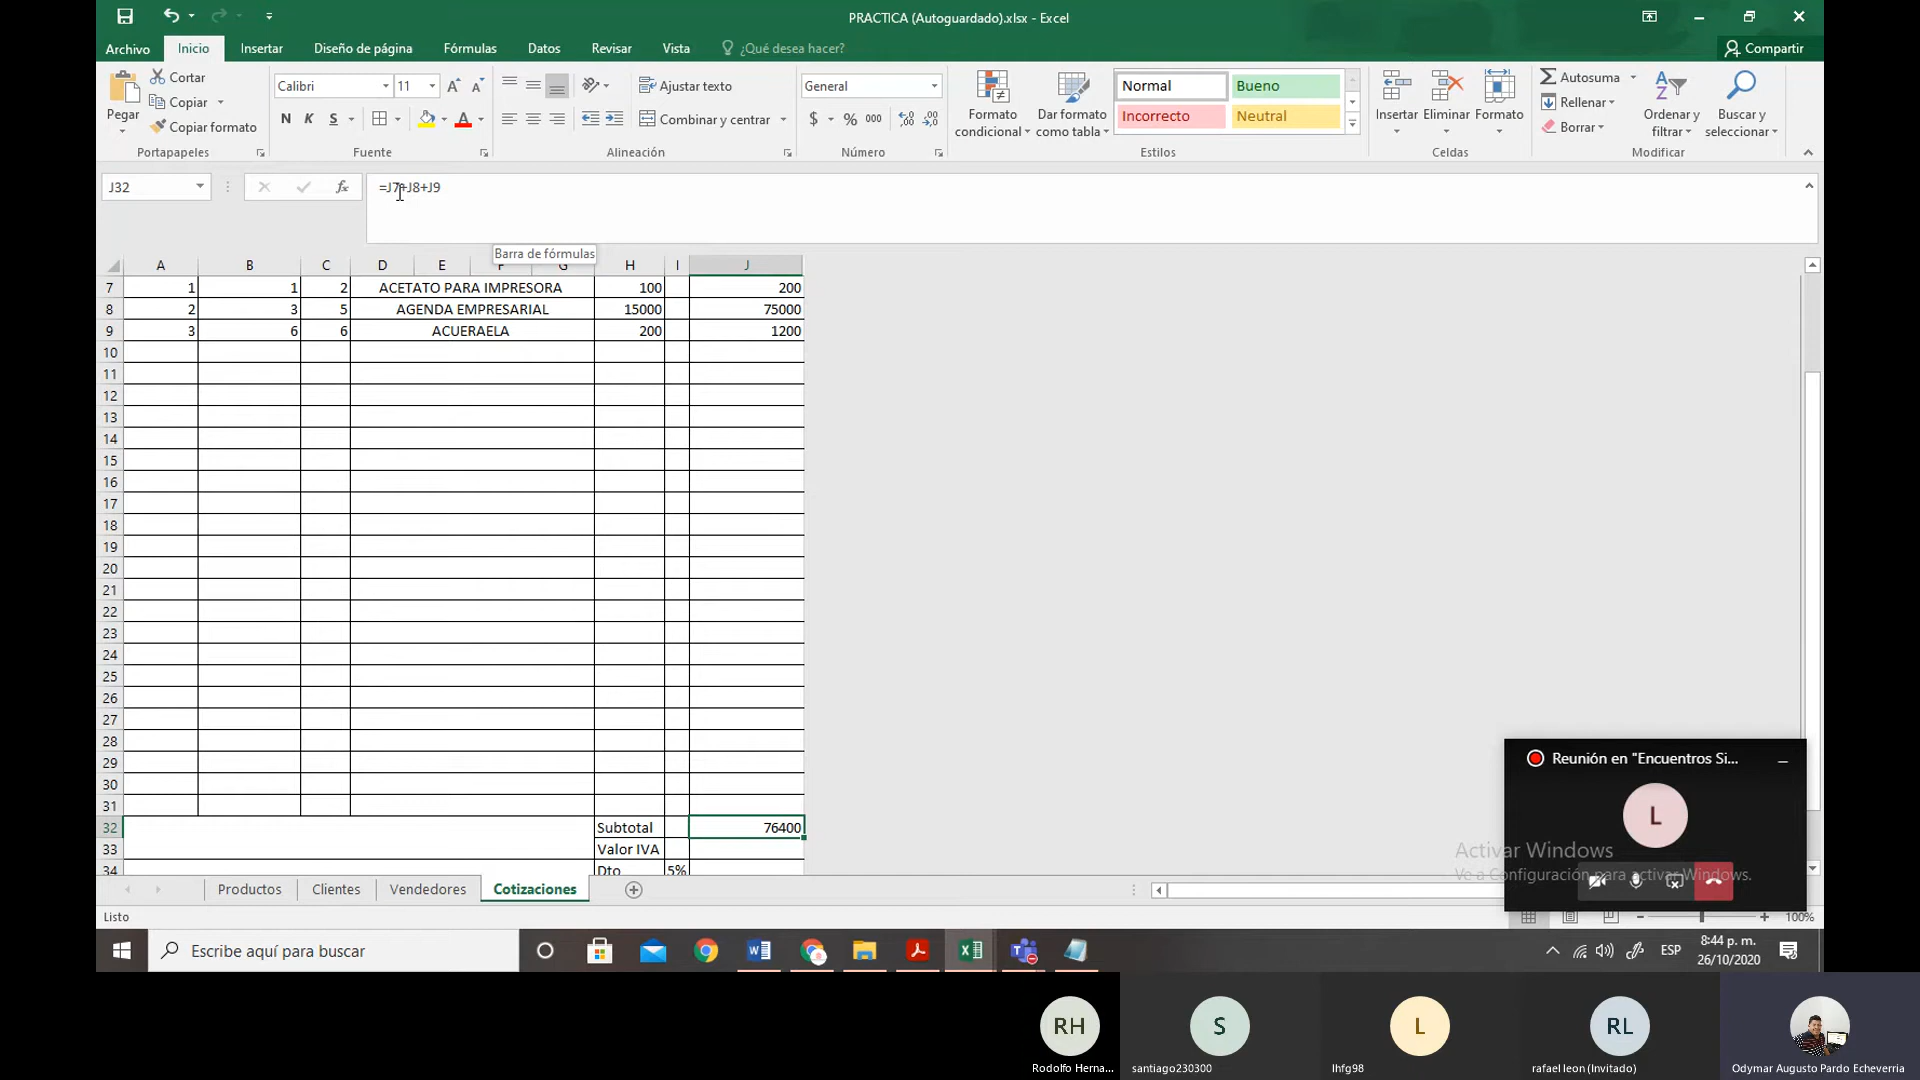 PRACTICA (Autoguardado).xlsx - Excel
Archivo Inicio Insertar Diseño de página Fórmulas Datos Revisar Vista ¿Qué desea hacer? Compartir
Pegar
Cortar
Copiar
Copiar formato
Portapapeles
Calibri 11
N K S
Fuente
Ajustar texto
Combinar y centrar
Alineación
General
$ % 000
Número
Formato condicional
Dar formato como tabla
Normal Bueno
Incorrecto Neutral
Estilos
Insertar Eliminar Formato
Celdas
Autosuma
Rellenar
Borrar
Ordenar y filtrar
Buscar y seleccionar
Modificar
J32 fx =J7+J8+J9
Barra de fórmulas
A B C D E F G H I J
7 1 1 2 ACETATO PARA IMPRESORA 100 200
8 2 3 5 AGENDA EMPRESARIAL 15000 75000
9 3 6 6 ACUERAELA 200 1200
10
11
12
13
14
15
16
17
18
19
20
21
22
23
24
25
26
27
28
29
30
31
32 Subtotal 76400
33 Valor IVA
34 Dto 5%
Reunión en "Encuentros Si...
L
Activar Windows
Ve a Configuración para activar Windows.
Productos Clientes Vendedores Cotizaciones
Listo
100%
Escribe aquí para buscar
ESP
8:44 p. m.
26/10/2020
RH S L RL
Rodolfo Herna... santiago230300 lhfg98 rafael leon (Invitado) Odymar Augusto Pardo Echeverria